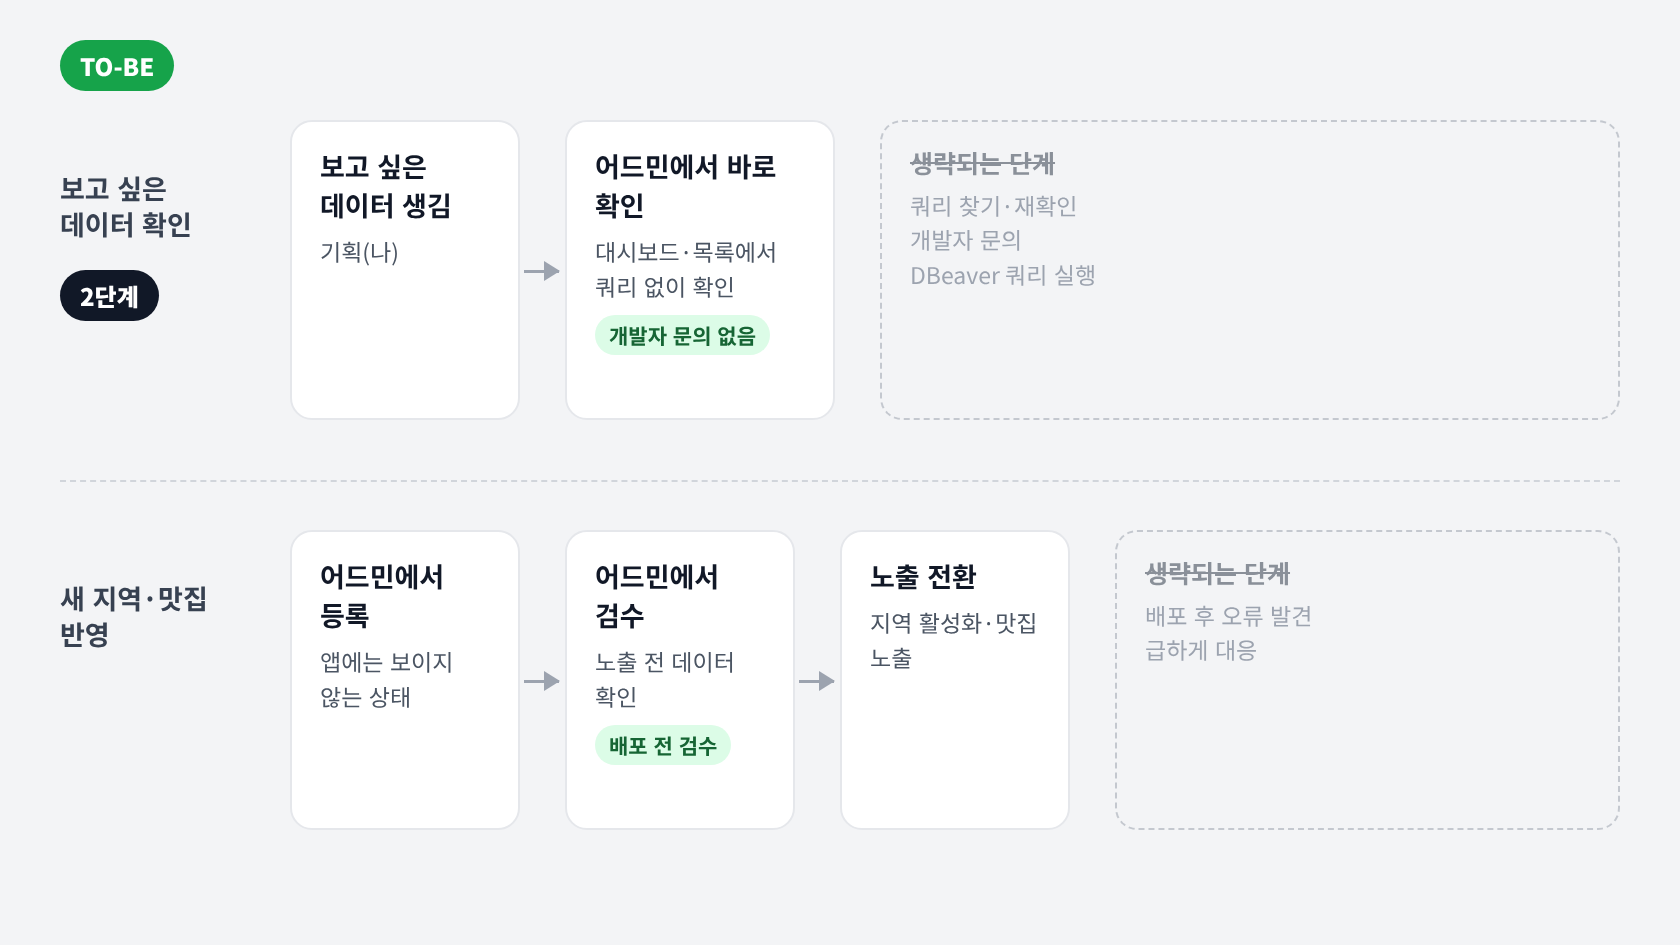 TO-BE
보고 싶은
데이터 확인
2단계
보고 싶은
데이터 생김
기획(나)
어드민에서 바로
확인
대시보드·목록에서
쿼리 없이 확인
개발자 문의 없음
생략되는 단계
쿼리 찾기·재확인
개발자 문의
DBeaver 쿼리 실행
새 지역·맛집
반영
어드민에서
등록
앱에는 보이지
않는 상태
어드민에서
검수
노출 전 데이터
확인
배포 전 검수
노출 전환
지역 활성화·맛집
노출
생략되는 단계
배포 후 오류 발견
급하게 대응